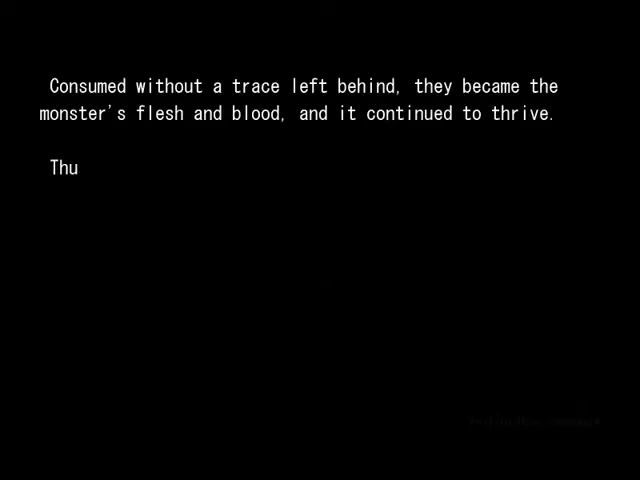 Consumed without a trace left behind, they became the
monster's flesh and blood, and it continued to thrive.
Thu